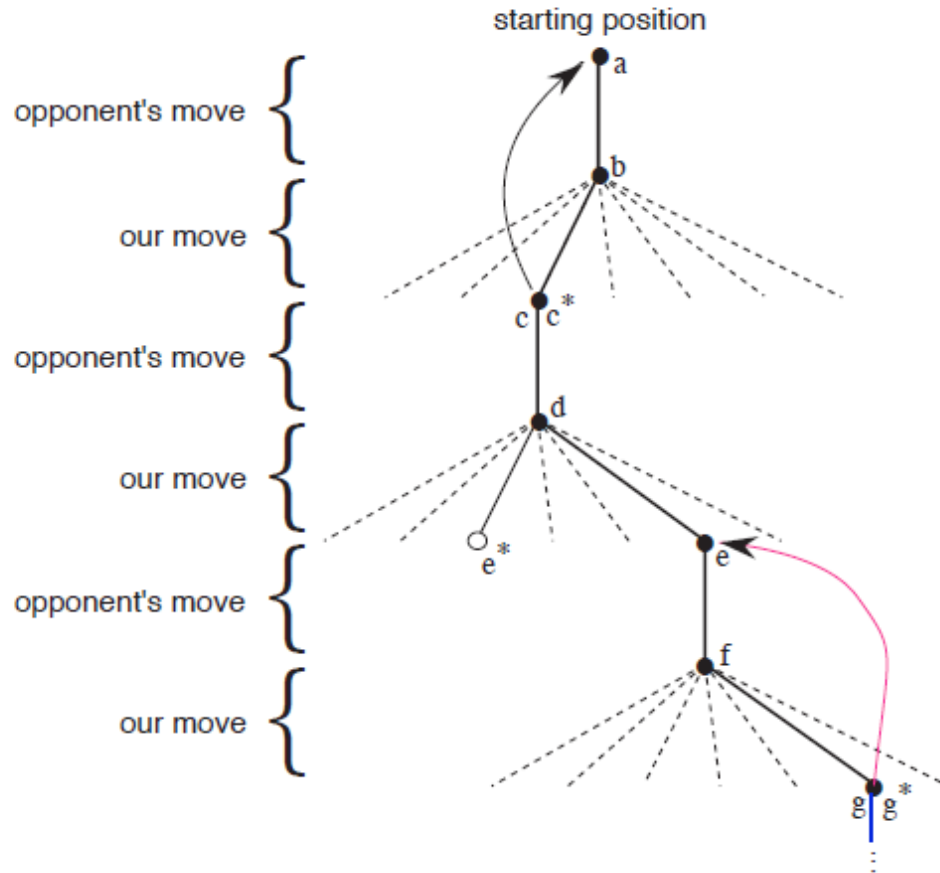 starting position
a
opponent's move
b
our move
c c*
opponent's move
d
our move
e* e
opponent's move
f
our move
g g*